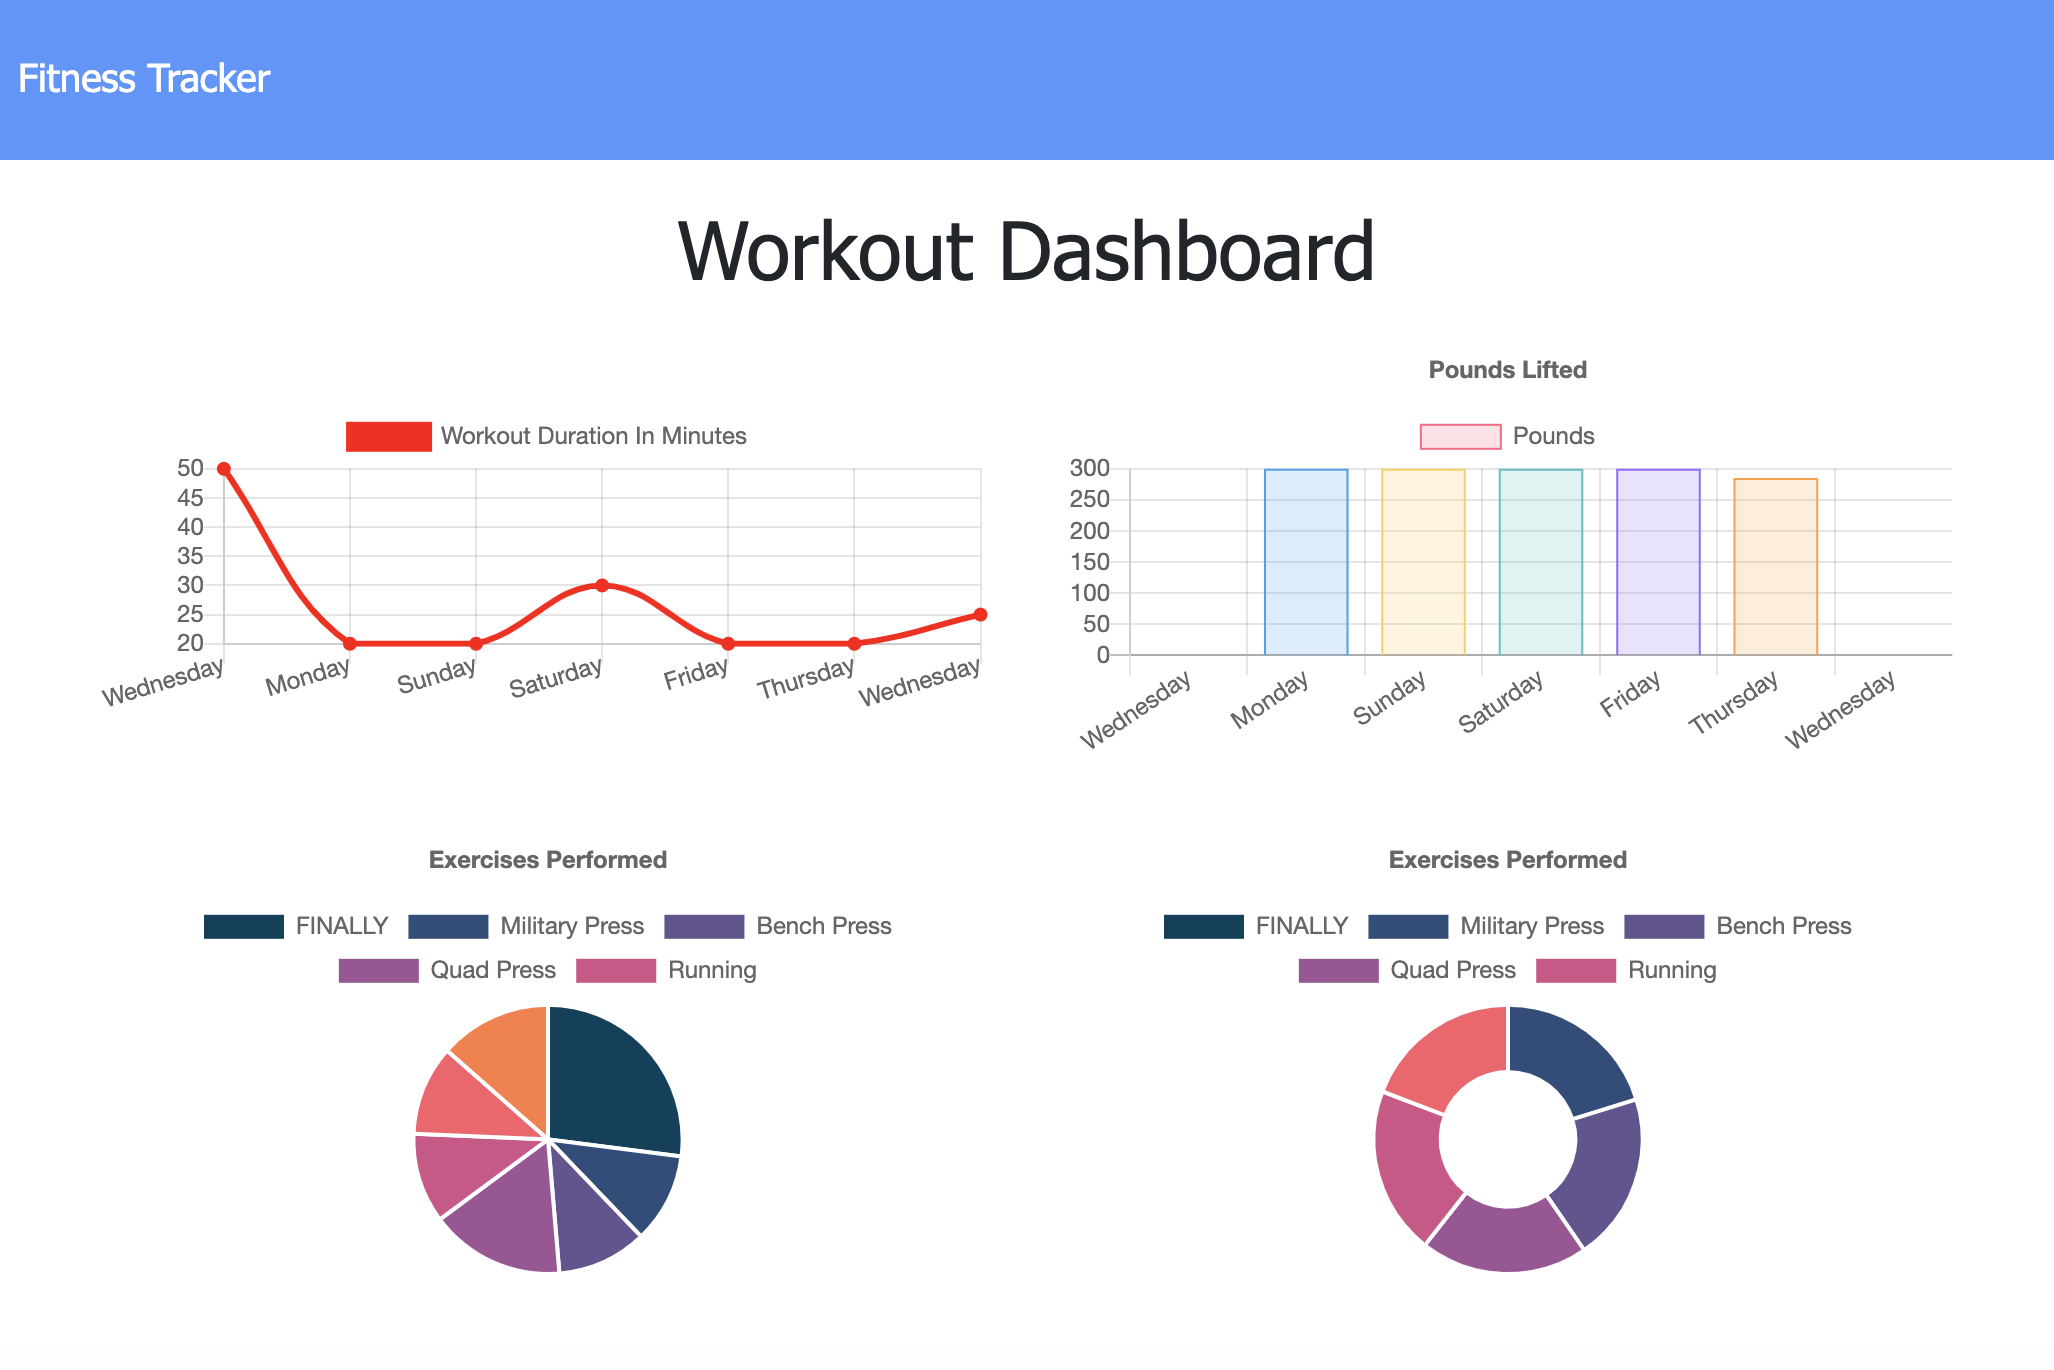 Fitness Tracker
Workout Dashboard
Workout Duration In Minutes
50
45
40
35
30
25
20
Wednesday Monday Sunday Saturday Friday Thursday Wednesday
Pounds Lifted
Pounds
300
250
200
150
100
50
0
Wednesday Monday Sunday Saturday Friday Thursday Wednesday
Exercises Performed
FINALLY Military Press Bench Press
Quad Press Running
Exercises Performed
FINALLY Military Press Bench Press
Quad Press Running